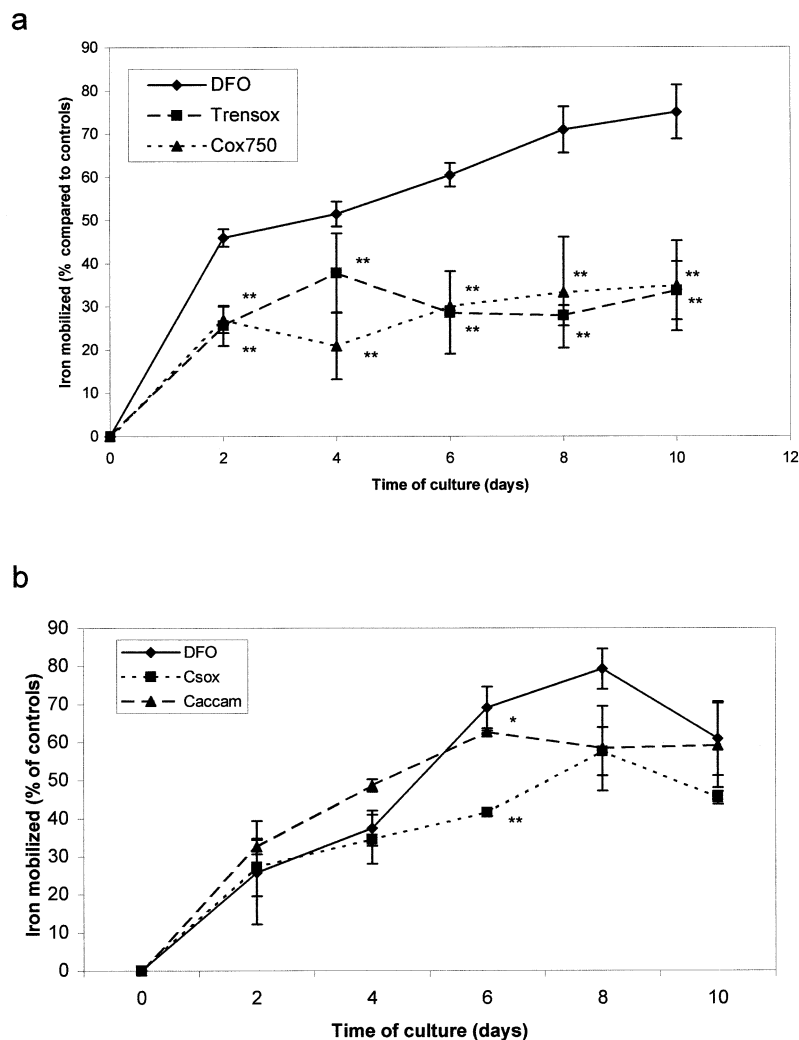 a
Iron mobilized (% compared to controls)
90
80
70
60
50
40
30
20
10
0
DFO
Trensox
Cox750
**
**
**
**
**
**
**
**
**
**
0 2 4 6 8 10 12
Time of culture (days)
b
Iron mobilized (% of controls)
90
80
70
60
50
40
30
20
10
0
DFO
Csox
Caccam
*
**
0 2 4 6 8 10
Time of culture (days)